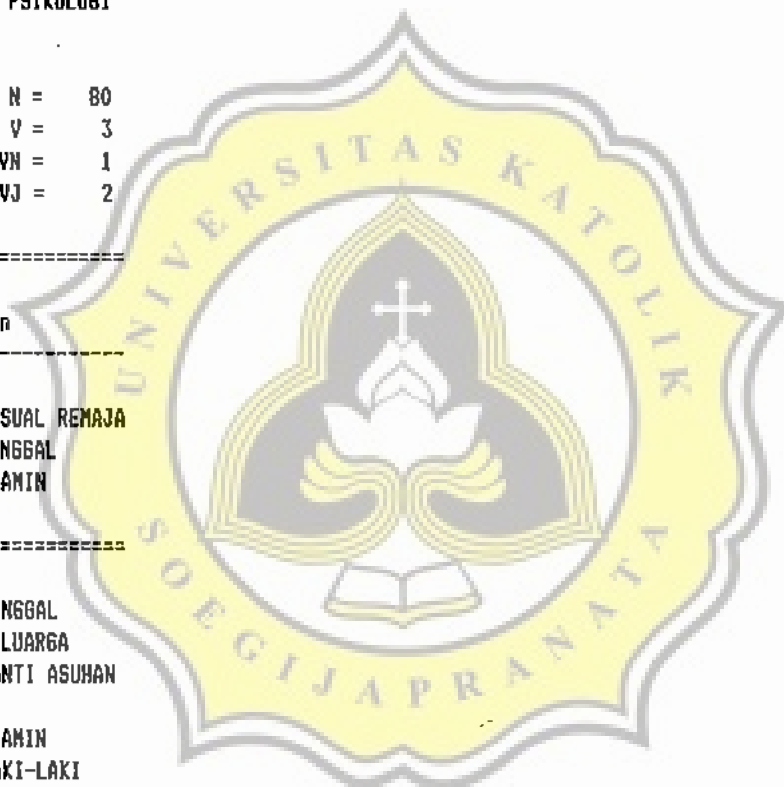 PSIKOLOGI
N = 80
V = 3
VN = 1
VJ = 2
===========
n
-----------
SUAL REMAJA
NGGAL
AMIN
===========
NGGAL
LUARGA
NTI ASUHAN
AMIN
KI-LAKI
UNIVERSITAS KATOLIK
SOEGIJAPRANATA